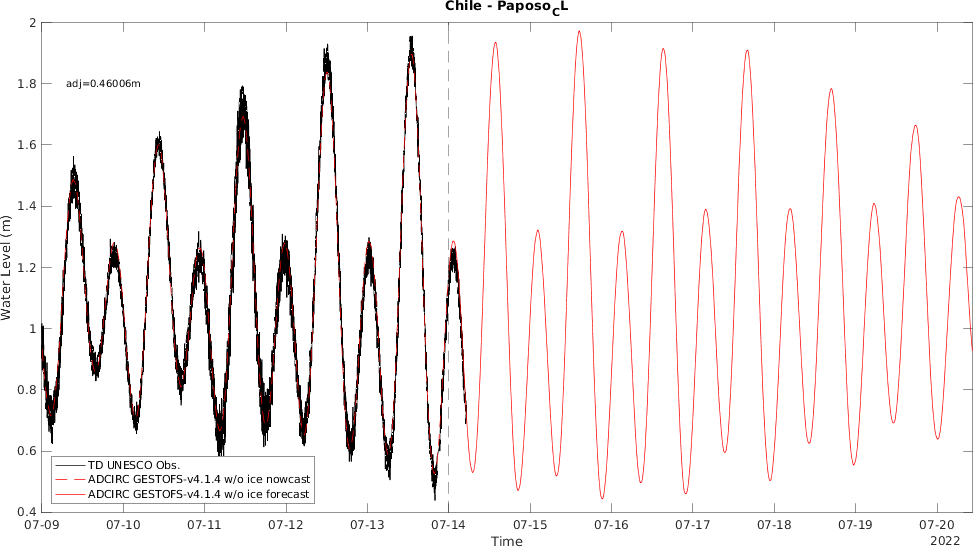 Chile - Paposo_CL
2
1.8
1.6
1.4
1.2
1
0.8
0.6
0.4
Water Level (m)
adj=0.46006m
TD UNESCO Obs.
ADCIRC GESTOFS-v4.1.4 w/o ice nowcast
ADCIRC GESTOFS-v4.1.4 w/o ice forecast
07-09 07-10 07-11 07-12 07-13 07-14 07-15 07-16 07-17 07-18 07-19 07-20
Time
2022